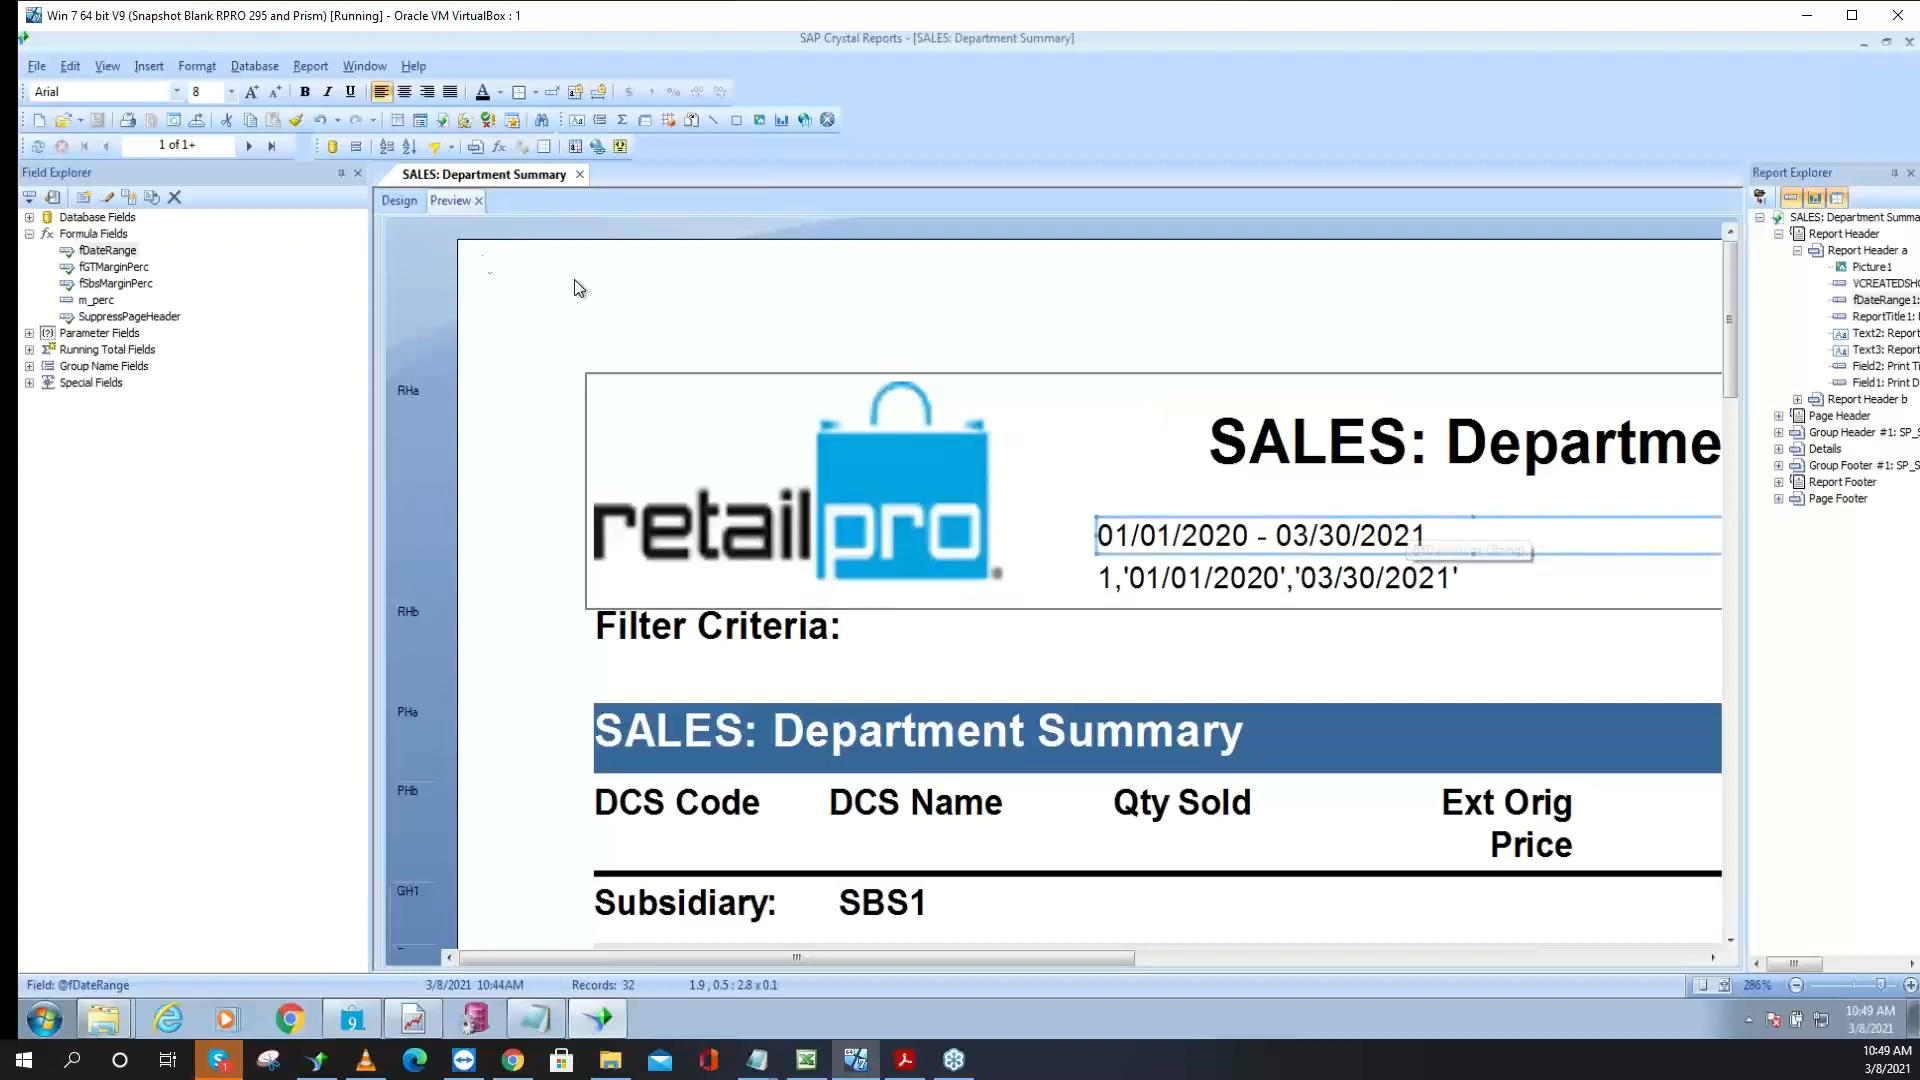 Win 7 64 bit V9 (Snapshot Blank RPRO 295 and Prism) [Running] - Oracle VM VirtualBox : 1
SAP Crystal Reports - [SALES: Department Summary]
File Edit View Insert Format Database Report Window Help
Arial 8
1 of 1+
Field Explorer
Database Fields
Formula Fields
fDateRange
fGTMarginPerc
fSbsMarginPerc
m_perc
SuppressPageHeader
Parameter Fields
Running Total Fields
Group Name Fields
Special Fields
SALES: Department Summary
Design Preview
RHa
retailpro
SALES: Departme
01/01/2020 - 03/30/2021
1,'01/01/2020','03/30/2021'
RHb
Filter Criteria:
PHa
SALES: Department Summary
PHb
DCS Code DCS Name Qty Sold Ext Orig
Price
GH1
Subsidiary: SBS1
Report Explorer
SALES: Department Summa
Report Header
Report Header a
Picture1
VCREATEDSH
fDateRange1:
ReportTitle1:
Text2: Report
Text3: Report
Field2: Print Ti
Field1: Print D
Report Header b
Page Header
Group Header #1: SP_S
Details
Group Footer #1: SP_S
Report Footer
Page Footer
Field: @fDateRange 3/8/2021 10:44AM Records: 32 1.9 , 0.5 : 2.8 x 0.1 286%
10:49 AM
3/8/2021
10:49 AM
3/8/2021